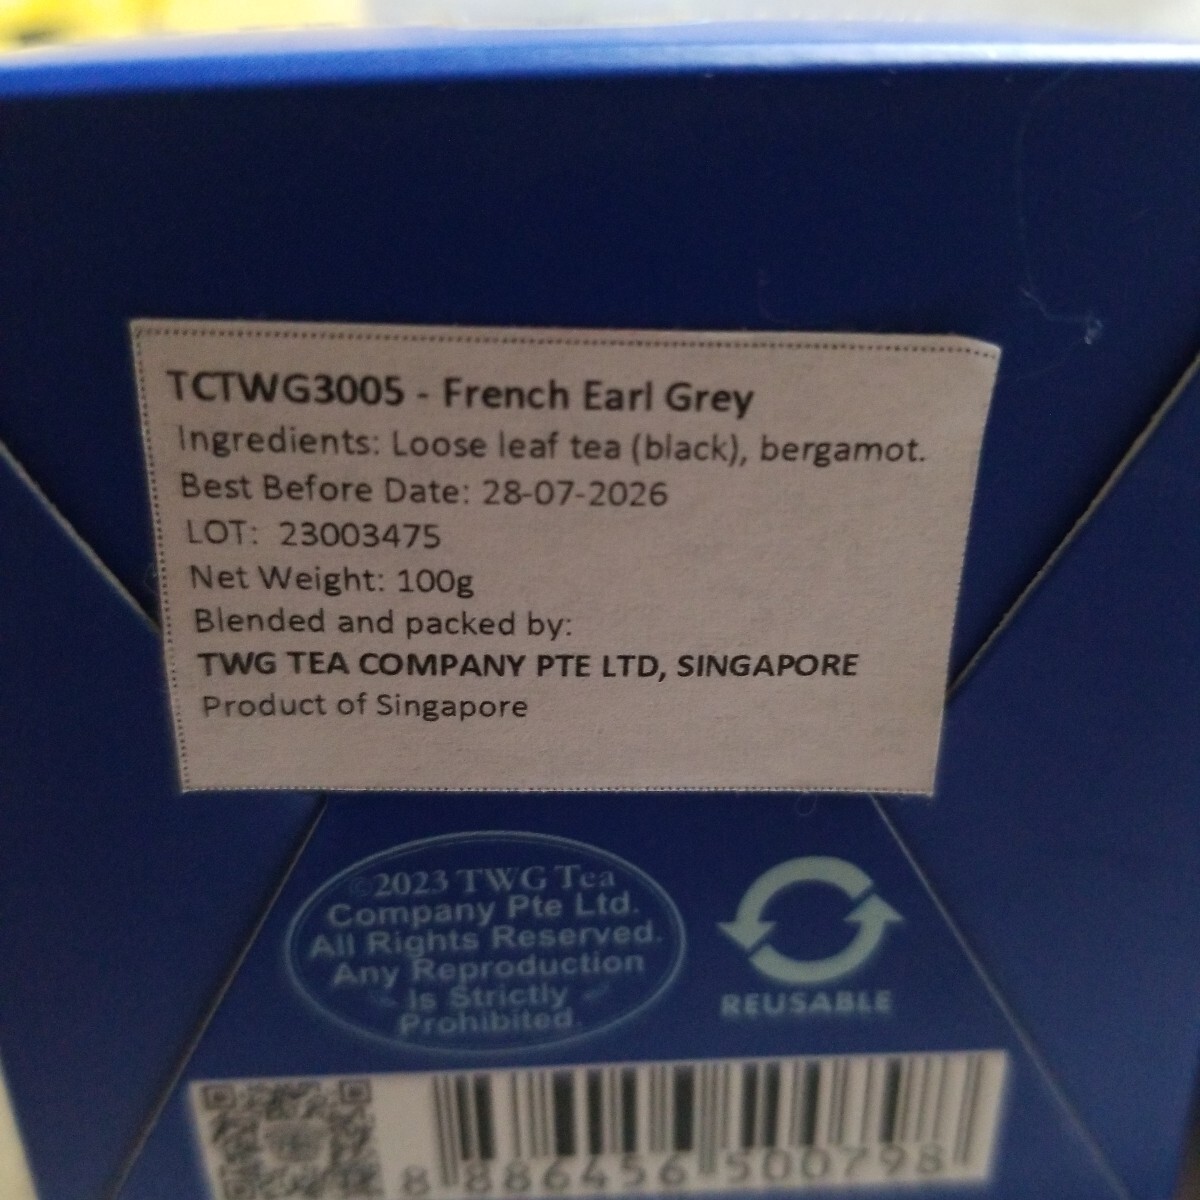 TCTWG3005 - French Earl Grey
Ingredients: Loose leaf tea (black), bergamot.
Best Before Date: 28-07-2026
LOT: 23003475
Net Weight: 100g
Blended and packed by:
TWG TEA COMPANY PTE LTD, SINGAPORE
Product of Singapore
©2023 TWG Tea
Company Pte Ltd.
All Rights Reserved.
Any Reproduction
Is Strictly
Prohibited.
REUSABLE
8 886456 500798